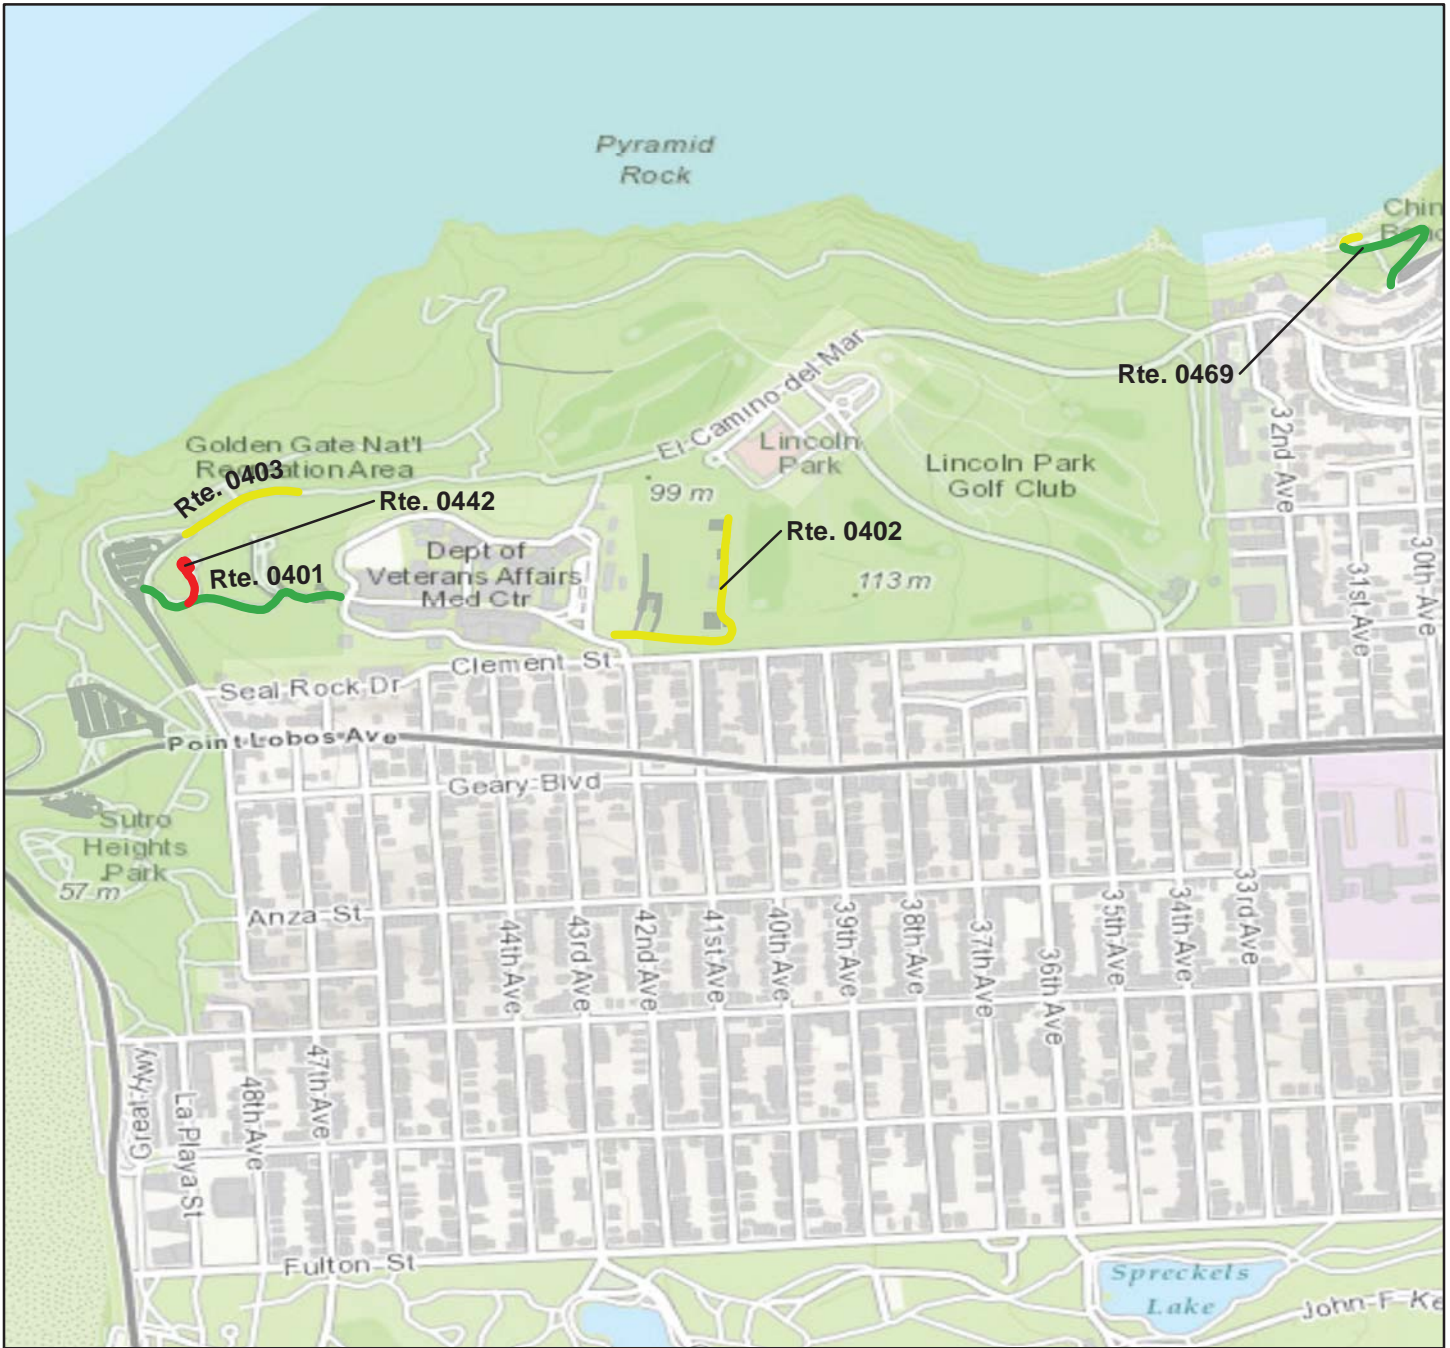 Pyramid
Rock
Chin
El-Camino-del-Mar
Rte. 0469
32nd Ave
Golden Gate Nat'l
Recreation Area
Rte. 0403
Lincoln
Park
Lincoln Park
Golf Club
99 m
Rte. 0442
Rte. 0402
Dept of
Veterans Affairs
Med Ctr
Rte. 0401
113 m
31st Ave
30th Ave
Clement St
Seal Rock Dr
Point Lobos Ave
Geary Blvd
Sutro
Heights
Park
57 m
Anza St
44th Ave
43rd Ave
42nd Ave
41st Ave
40th Ave
39th Ave
38th Ave
37th Ave
36th Ave
35th Ave
34th Ave
33rd Ave
Great Hwy
La Playa St
48th Ave
47th Ave
Fulton St
Spreckels
Lake
John-F-Ke